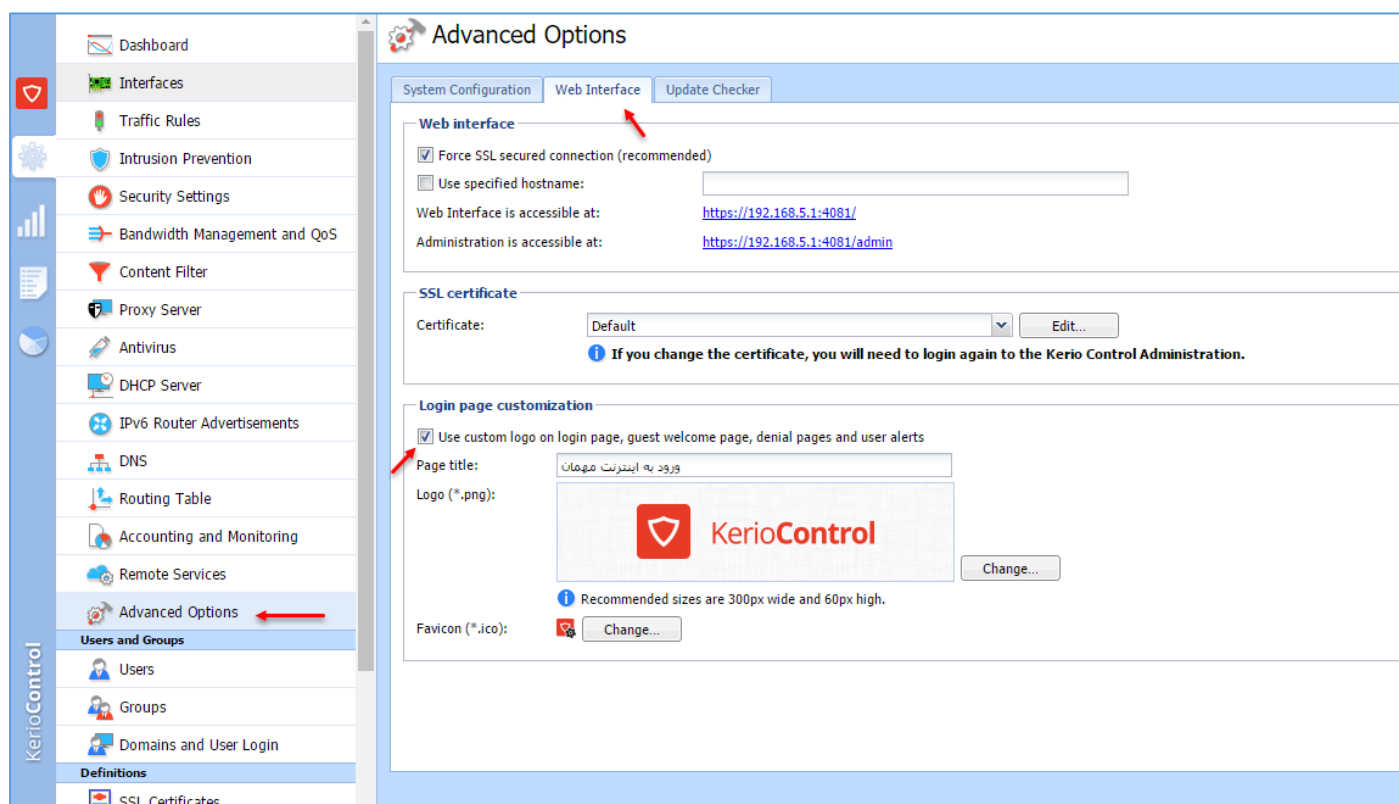 Dashboard
Interfaces
Traffic Rules
Intrusion Prevention
Security Settings
Bandwidth Management and QoS
Content Filter
Proxy Server
Antivirus
DHCP Server
IPv6 Router Advertisements
DNS
Routing Table
Accounting and Monitoring
Remote Services
Advanced Options
Users and Groups
Users
Groups
Domains and User Login
Definitions
SSL Certificates
KerioControl
Advanced Options
System Configuration Web Interface Update Checker
Web interface
Force SSL secured connection (recommended)
Use specified hostname:
Web Interface is accessible at: https://192.168.5.1:4081/
Administration is accessible at: https://192.168.5.1:4081/admin
SSL certificate
Certificate: Default Edit...
If you change the certificate, you will need to login again to the Kerio Control Administration.
Login page customization
Use custom logo on login page, guest welcome page, denial pages and user alerts
Page title: ورود به اینترنت مهمان
Logo (*.png):
KerioControl
Change...
Recommended sizes are 300px wide and 60px high.
Favicon (*.ico): Change...